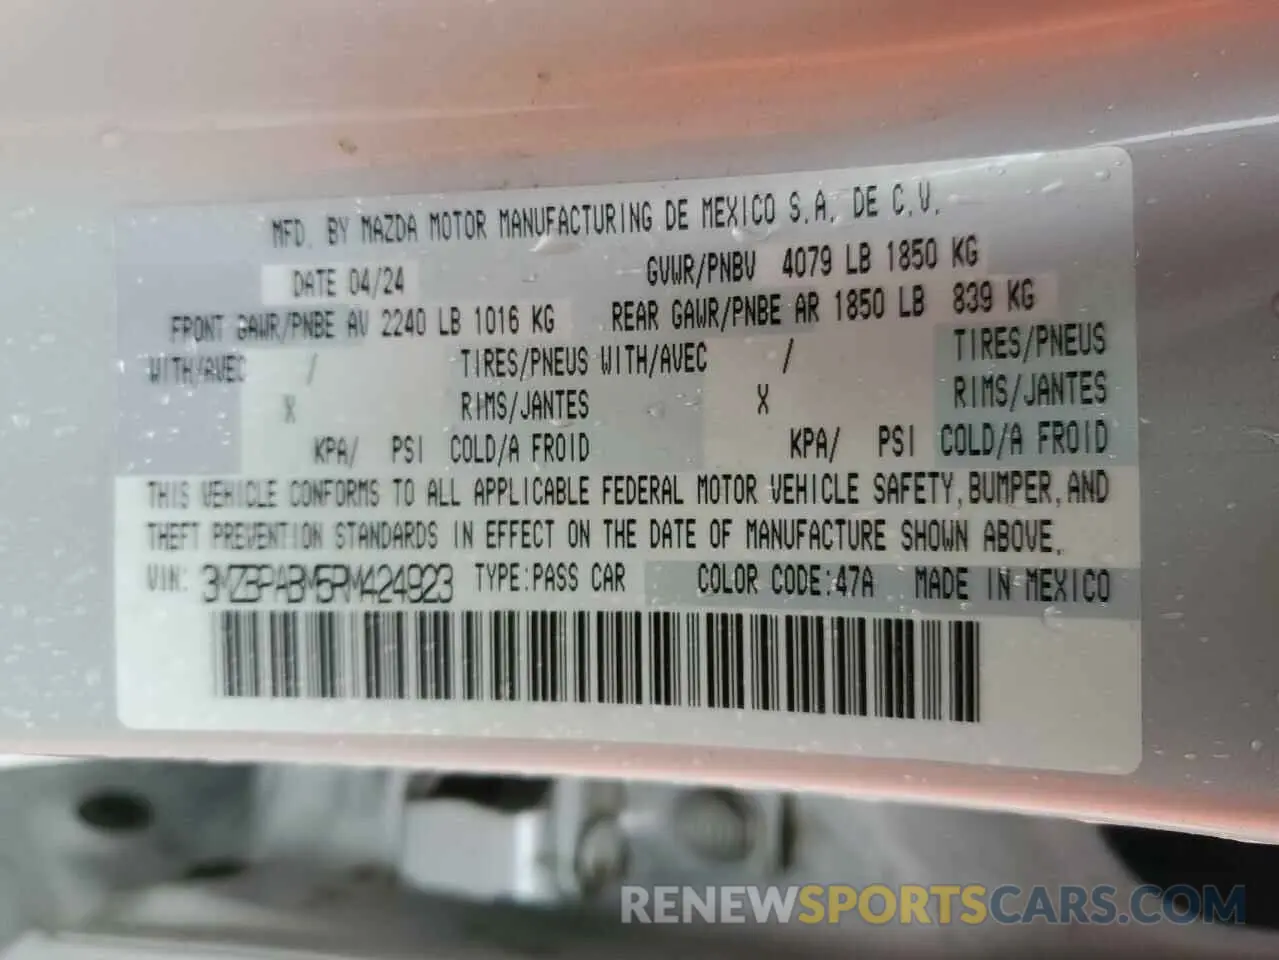 MFD. BY MAZDA MOTOR MANUFACTURING DE MEXICO S.A. DE C.V.
DATE 04/24 GVWR/PNBV 4079 LB 1850 KG
FRONT GAWR/PNBE AV 2240 LB 1016 KG REAR GAWR/PNBE AR 1850 LB 839 KG
WITH/AVEC / TIRES/PNEUS WITH/AVEC / TIRES/PNEUS
X RIMS/JANTES X RIMS/JANTES
KPA/ PSI COLD/A FROID KPA/ PSI COLD/A FROID
THIS VEHICLE CONFORMS TO ALL APPLICABLE FEDERAL MOTOR VEHICLE SAFETY, BUMPER, AND
THEFT PREVENTION STANDARDS IN EFFECT ON THE DATE OF MANUFACTURE SHOWN ABOVE.
VIN: 3MZBPABM5RM424923 TYPE: PASS CAR COLOR CODE: 47A MADE IN MEXICO
RENEWSPORTSCARS.COM